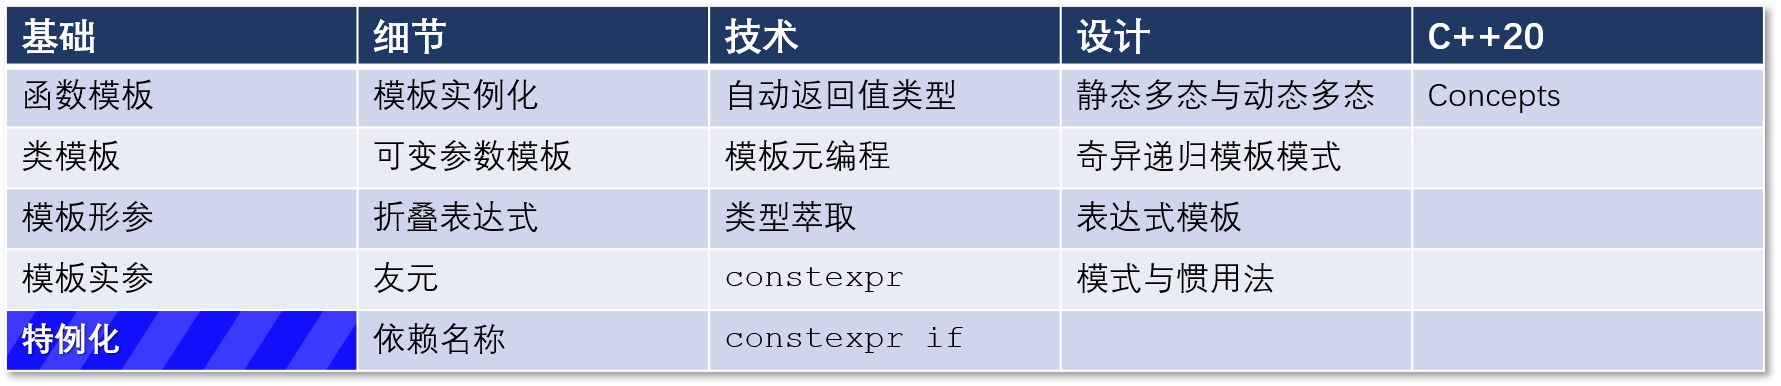 基础 细节 技术 设计 C++20
函数模板 模板实例化 自动返回值类型 静态多态与动态多态 Concepts
类模板 可变参数模板 模板元编程 奇异递归模板模式
模板形参 折叠表达式 类型萃取 表达式模板
模板实参 友元 constexpr 模式与惯用法
特例化 依赖名称 constexpr if